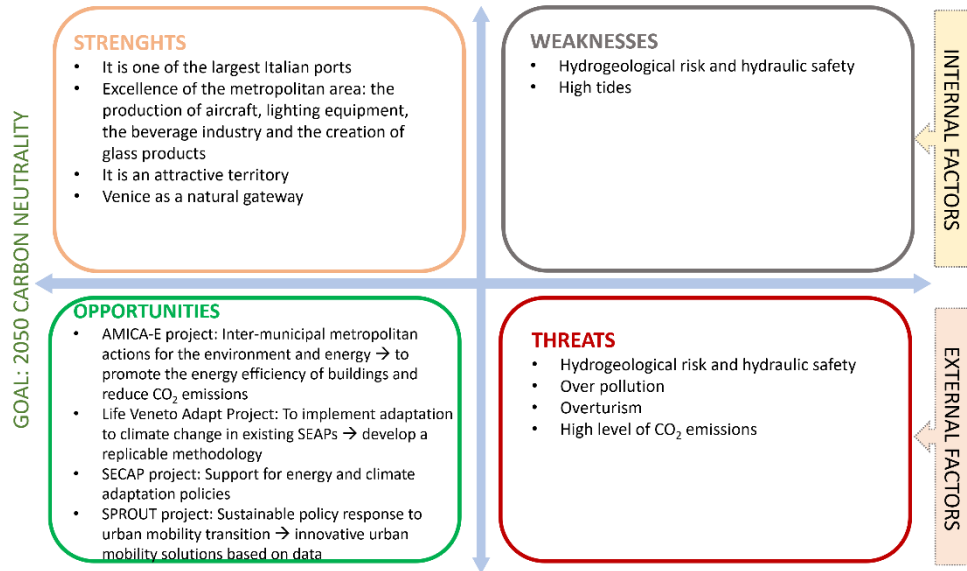 GOAL: 2050 CARBON NEUTRALITY
STRENGHTS
• It is one of the largest Italian ports
• Excellence of the metropolitan area: the
production of aircraft, lighting equipment,
the beverage industry and the creation of
glass products
• It is an attractive territory
• Venice as a natural gateway
WEAKNESSES
• Hydrogeological risk and hydraulic safety
• High tides
INTERNAL FACTORS
OPPORTUNITIES
• AMICA-E project: Inter-municipal metropolitan
actions for the environment and energy → to
promote the energy efficiency of buildings and
reduce CO₂ emissions
• Life Veneto Adapt Project: To implement adaptation
to climate change in existing SEAPs → develop a
replicable methodology
• SECAP project: Support for energy and climate
adaptation policies
• SPROUT project: Sustainable policy response to
urban mobility transition → innovative urban
mobility solutions based on data
THREATS
• Hydrogeological risk and hydraulic safety
• Over pollution
• Overturism
• High level of CO₂ emissions
EXTERNAL FACTORS